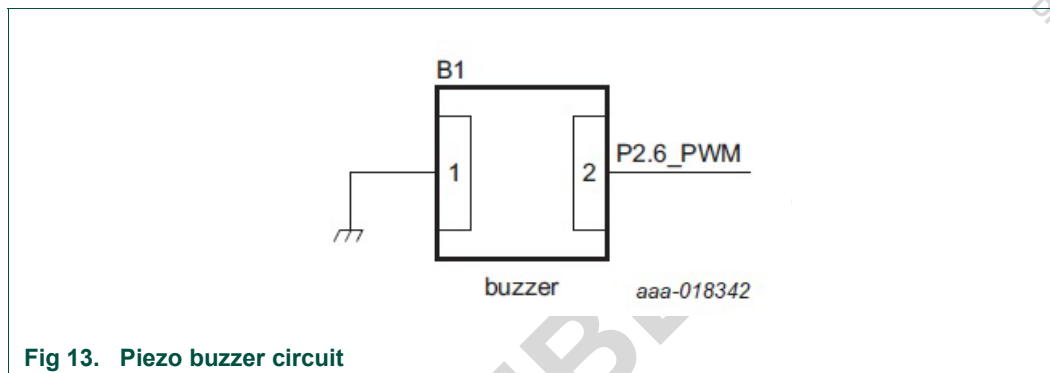 B1
1
2
P2.6_PWM
buzzer
aaa-018342
Fig 13. Piezo buzzer circuit